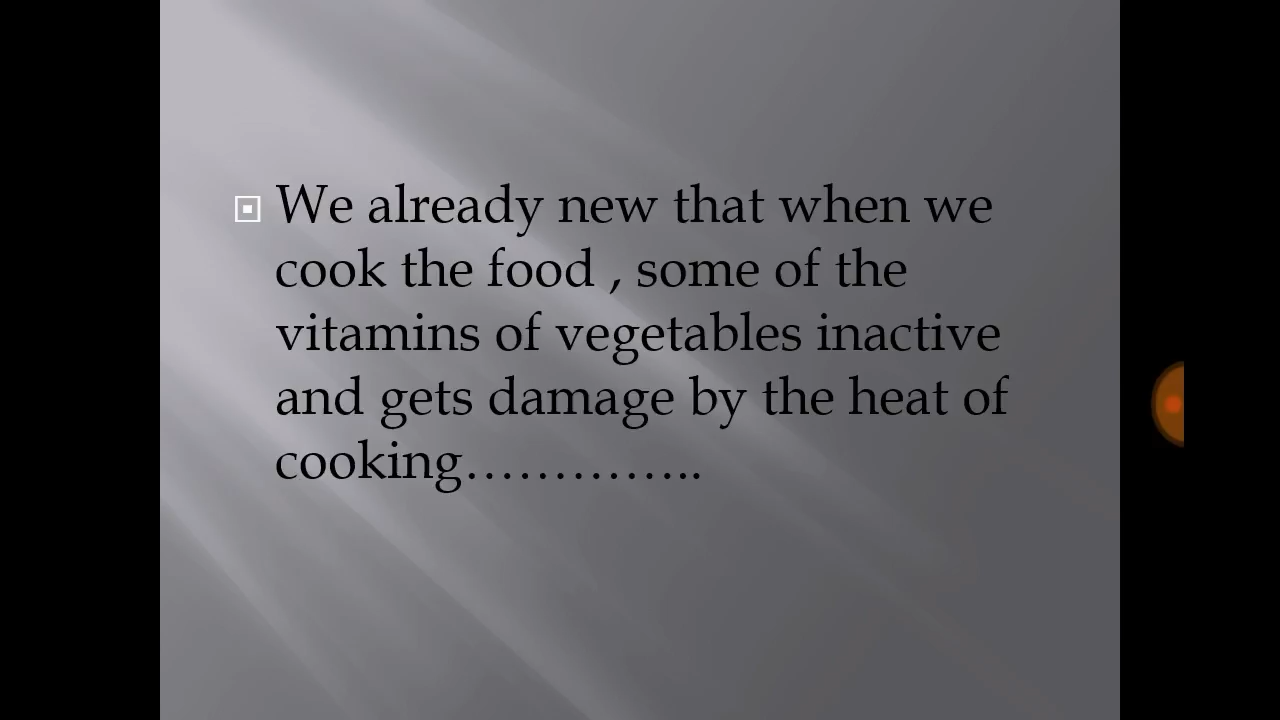 We already new that when we
cook the food , some of the
vitamins of vegetables inactive
and gets damage by the heat of
cooking…………..